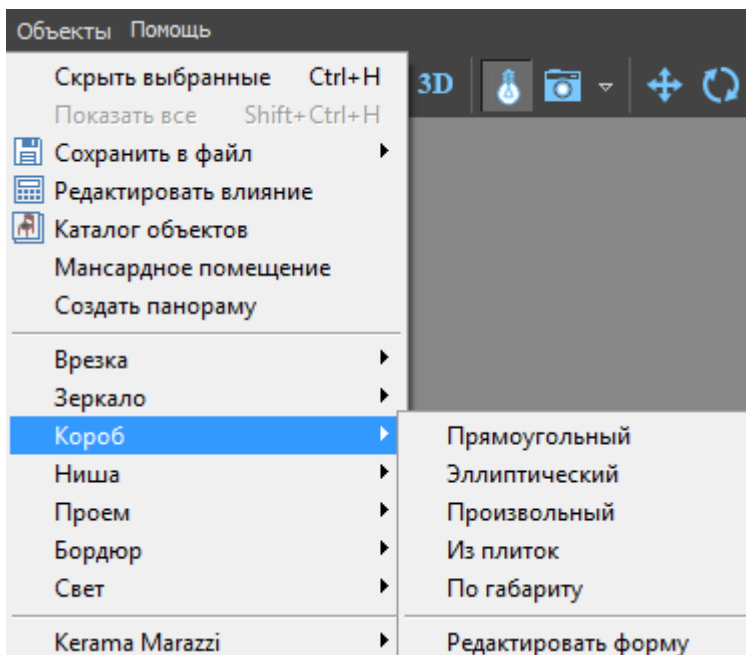 Объекты Помощь
Скрыть выбранные Ctrl+H
3D
Показать все Shift+Ctrl+H
Сохранить в файл
Редактировать влияние
Каталог объектов
Мансардное помещение
Создать панораму
Врезка
Зеркало
Короб
Ниша
Проем
Бордюр
Свет
Kerama Marazzi
Прямоугольный
Эллиптический
Произвольный
Из плиток
По габариту
Редактировать форму